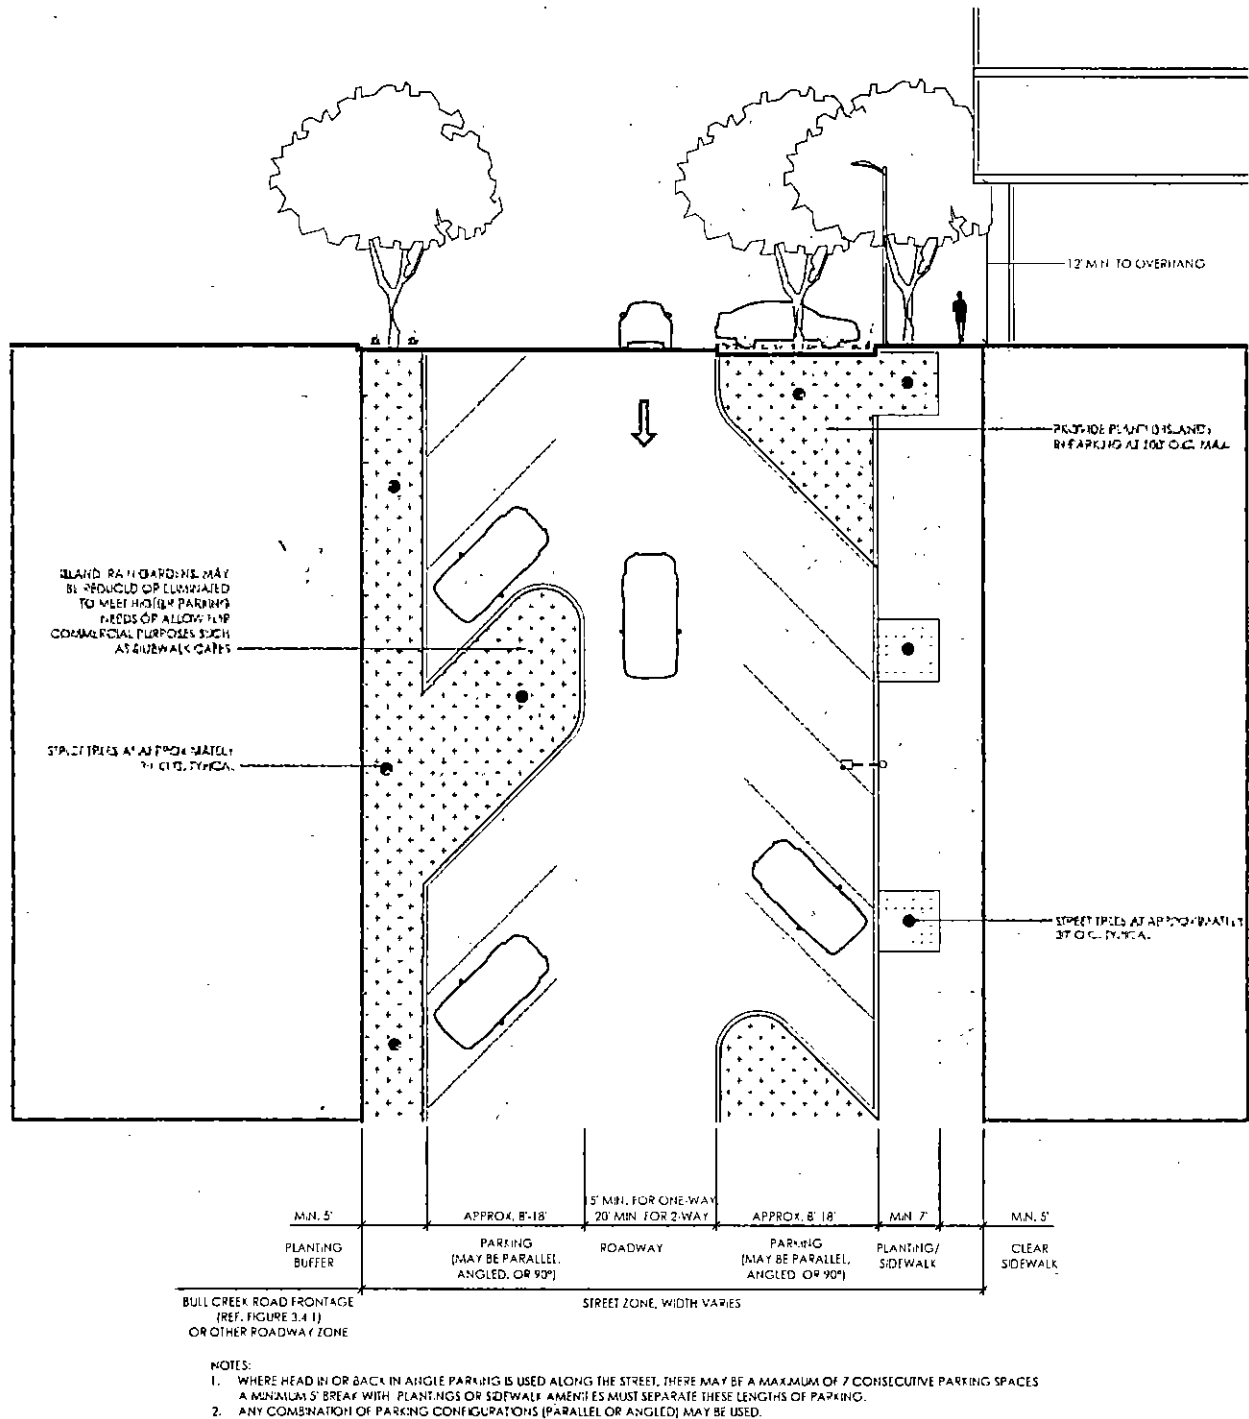 12' MIN. TO OVERHANG
PROVIDE PLANTED ISLANDS
IN PARKING AT 100' O.C. MAX.
ISLAND RAIN GARDENS MAY
BE REDUCED OR ELIMINATED
TO MEET HIGHER PARKING
NEEDS OR ALLOW FOR
COMMERCIAL PURPOSES SUCH
AS SIDEWALK CAFES
STREET TREES AT APPROXIMATELY
O.C. TYPICAL
STREET TREES AT APPROXIMATELY
O.C. TYPICAL
15' MIN. FOR ONE-WAY
MIN. 5' APPROX. 8'-18' 20' MIN. FOR 2-WAY APPROX. 8'-18' MIN. 7' MIN. 5'
PLANTING BUFFER
PARKING (MAY BE PARALLEL, ANGLED, OR 90°)
ROADWAY
PARKING (MAY BE PARALLEL, ANGLED, OR 90°)
PLANTING/ SIDEWALK
CLEAR SIDEWALK
BULL CREEK ROAD FRONTAGE
(REF. FIGURE 3.4.1)
OR OTHER ROADWAY ZONE
STREET ZONE, WIDTH VARIES
NOTES:
1. WHERE HEAD IN OR BACK IN ANGLE PARKING IS USED ALONG THE STREET, THERE MAY BE A MAXIMUM OF 7 CONSECUTIVE PARKING SPACES
A MINIMUM 5' BREAK WITH PLANTINGS OR SIDEWALK AMENITIES MUST SEPARATE THESE LENGTHS OF PARKING.
2. ANY COMBINATION OF PARKING CONFIGURATIONS (PARALLEL OR ANGLED) MAY BE USED.